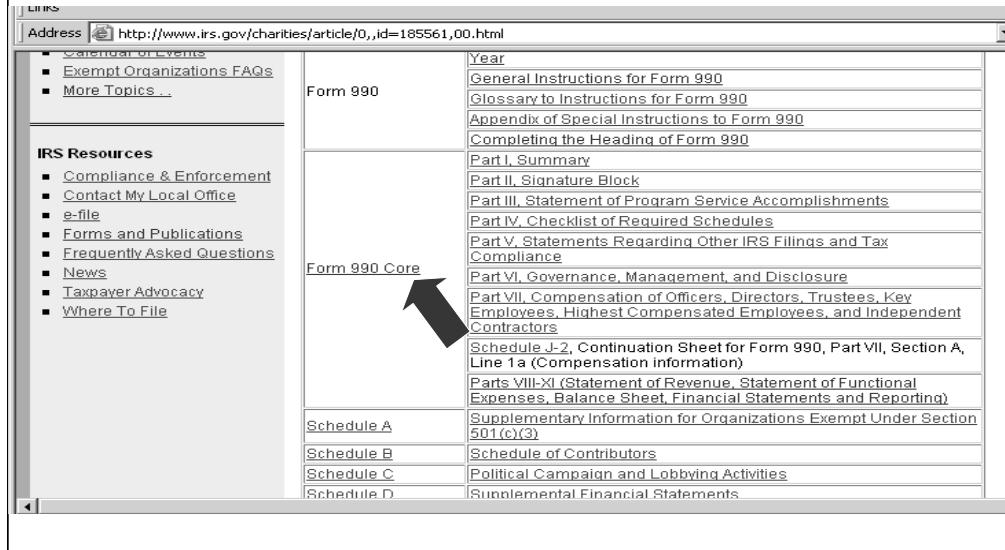 Links
Address http://www.irs.gov/charities/article/0,,id=185561,00.html
Calendar of Events
Exempt Organizations FAQs
More Topics . .
IRS Resources
Compliance & Enforcement
Contact My Local Office
e-file
Forms and Publications
Frequently Asked Questions
News
Taxpayer Advocacy
Where To File
Form 990
Year
General Instructions for Form 990
Glossary to Instructions for Form 990
Appendix of Special Instructions to Form 990
Completing the Heading of Form 990
Form 990 Core
Part I, Summary
Part II, Signature Block
Part III, Statement of Program Service Accomplishments
Part IV, Checklist of Required Schedules
Part V, Statements Regarding Other IRS Filings and Tax
Compliance
Part VI, Governance, Management, and Disclosure
Part VII, Compensation of Officers, Directors, Trustees, Key
Employees, Highest Compensated Employees, and Independent
Contractors
Schedule J-2, Continuation Sheet for Form 990, Part VII, Section A,
Line 1a (Compensation information)
Parts VIII-XI (Statement of Revenue, Statement of Functional
Expenses, Balance Sheet, Financial Statements and Reporting)
Schedule A
Supplementary Information for Organizations Exempt Under Section
501(c)(3)
Schedule B
Schedule of Contributors
Schedule C
Political Campaign and Lobbying Activities
Schedule D
Supplemental Financial Statements